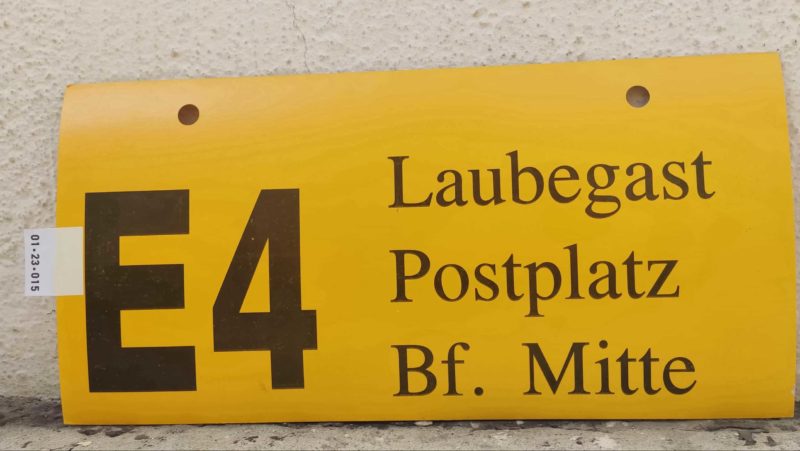 01•23•015
E4
Laubegast
Postplatz
Bf. Mitte